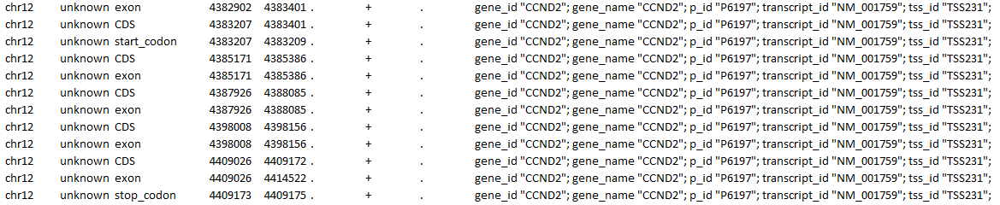 chr12 unknown exon 4382902 4383401 . + . gene_id "CCND2"; gene_name "CCND2"; p_id "P6197"; transcript_id "NM_001759"; tss_id "TSS231";
chr12 unknown CDS 4383207 4383401 . + . gene_id "CCND2"; gene_name "CCND2"; p_id "P6197"; transcript_id "NM_001759"; tss_id "TSS231";
chr12 unknown start_codon 4383207 4383209 . + . gene_id "CCND2"; gene_name "CCND2"; p_id "P6197"; transcript_id "NM_001759"; tss_id "TSS231";
chr12 unknown CDS 4385171 4385386 . + . gene_id "CCND2"; gene_name "CCND2"; p_id "P6197"; transcript_id "NM_001759"; tss_id "TSS231";
chr12 unknown exon 4385171 4385386 . + . gene_id "CCND2"; gene_name "CCND2"; p_id "P6197"; transcript_id "NM_001759"; tss_id "TSS231";
chr12 unknown CDS 4387926 4388085 . + . gene_id "CCND2"; gene_name "CCND2"; p_id "P6197"; transcript_id "NM_001759"; tss_id "TSS231";
chr12 unknown exon 4387926 4388085 . + . gene_id "CCND2"; gene_name "CCND2"; p_id "P6197"; transcript_id "NM_001759"; tss_id "TSS231";
chr12 unknown CDS 4398008 4398156 . + . gene_id "CCND2"; gene_name "CCND2"; p_id "P6197"; transcript_id "NM_001759"; tss_id "TSS231";
chr12 unknown exon 4398008 4398156 . + . gene_id "CCND2"; gene_name "CCND2"; p_id "P6197"; transcript_id "NM_001759"; tss_id "TSS231";
chr12 unknown CDS 4409026 4409172 . + . gene_id "CCND2"; gene_name "CCND2"; p_id "P6197"; transcript_id "NM_001759"; tss_id "TSS231";
chr12 unknown exon 4409026 4414522 . + . gene_id "CCND2"; gene_name "CCND2"; p_id "P6197"; transcript_id "NM_001759"; tss_id "TSS231";
chr12 unknown stop_codon 4409173 4409175 . + . gene_id "CCND2"; gene_name "CCND2"; p_id "P6197"; transcript_id "NM_001759"; tss_id "TSS231";